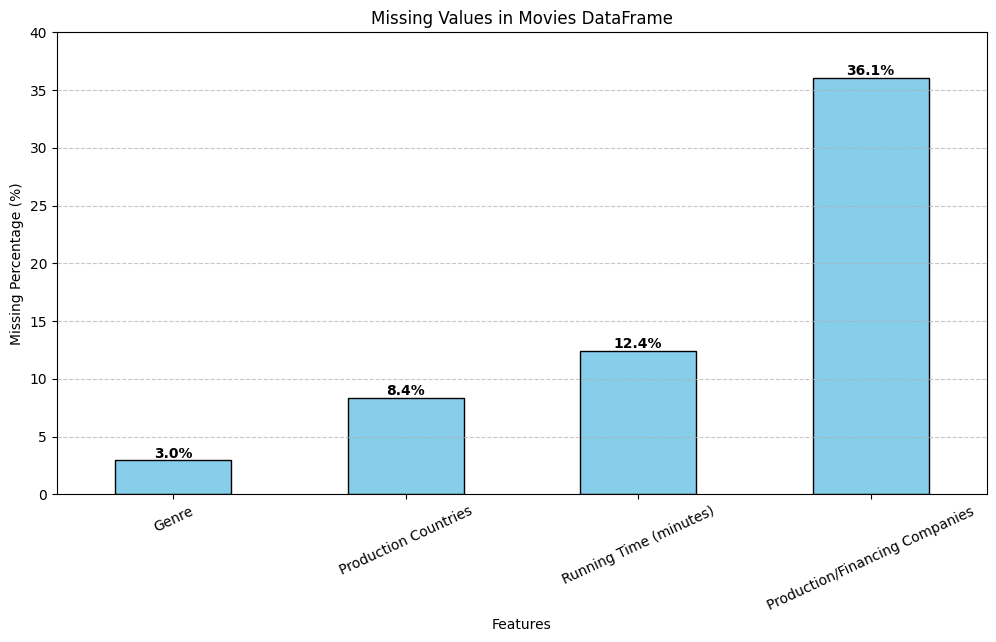 Missing Values in Movies DataFrame
40
35
30
25
20
15
10
5
0
Missing Percentage (%)
3.0%
8.4%
12.4%
36.1%
Genre
Production Countries
Running Time (minutes)
Production/Financing Companies
Features